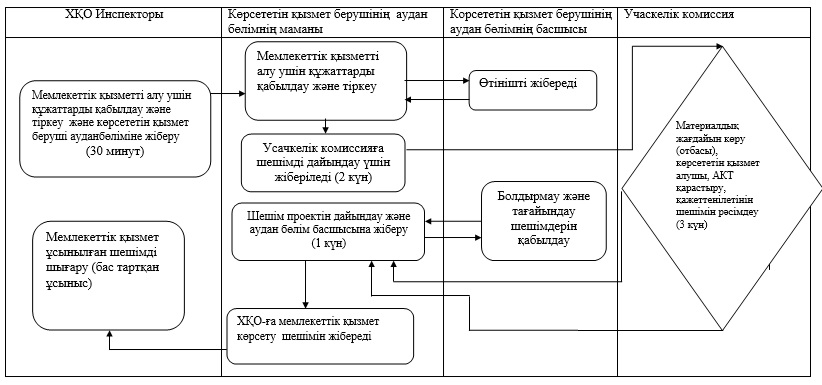 ХҚО Инспекторы
Көрсететін қызмет берушінің аудан
бөлімнің маманы
Корсететін қызмет берушінің
аудан бөлімнің басшысы
Учаскелік комиссия
Мемлекеттік қызметті алу үшін
құжаттарды қабылдау және
тіркеу және көрсететін қызмет
беруші ауданбөліміне жіберу
(30 минут)
Мемлекеттік қызметті
алу үшін құжаттарды
қабылдау және тіркеу
Өтінішті жібереді
Усачкелік комиссияға
шешімді дайындау үшін
жіберіледі (2 күн)
Материалдық
жағдайын көру
(отбасы),
көрсететін қызмет
алушы, АКТ
қарастыру,
қажеттенілетінін
шешімін рәсімдеу
(3 күн)
Болдырмау және
тағайындау
шешімдерін
қабылдау
Шешім проектін дайындау және
аудан бөлім басшысына жіберу
(1 күн)
Мемлекеттік қызмет
ұсынылған шешімді
шығару (бас тартқан
ұсыныс)
ХҚО-ға мемлекеттік қызмет
көрсету шешімін жібереді